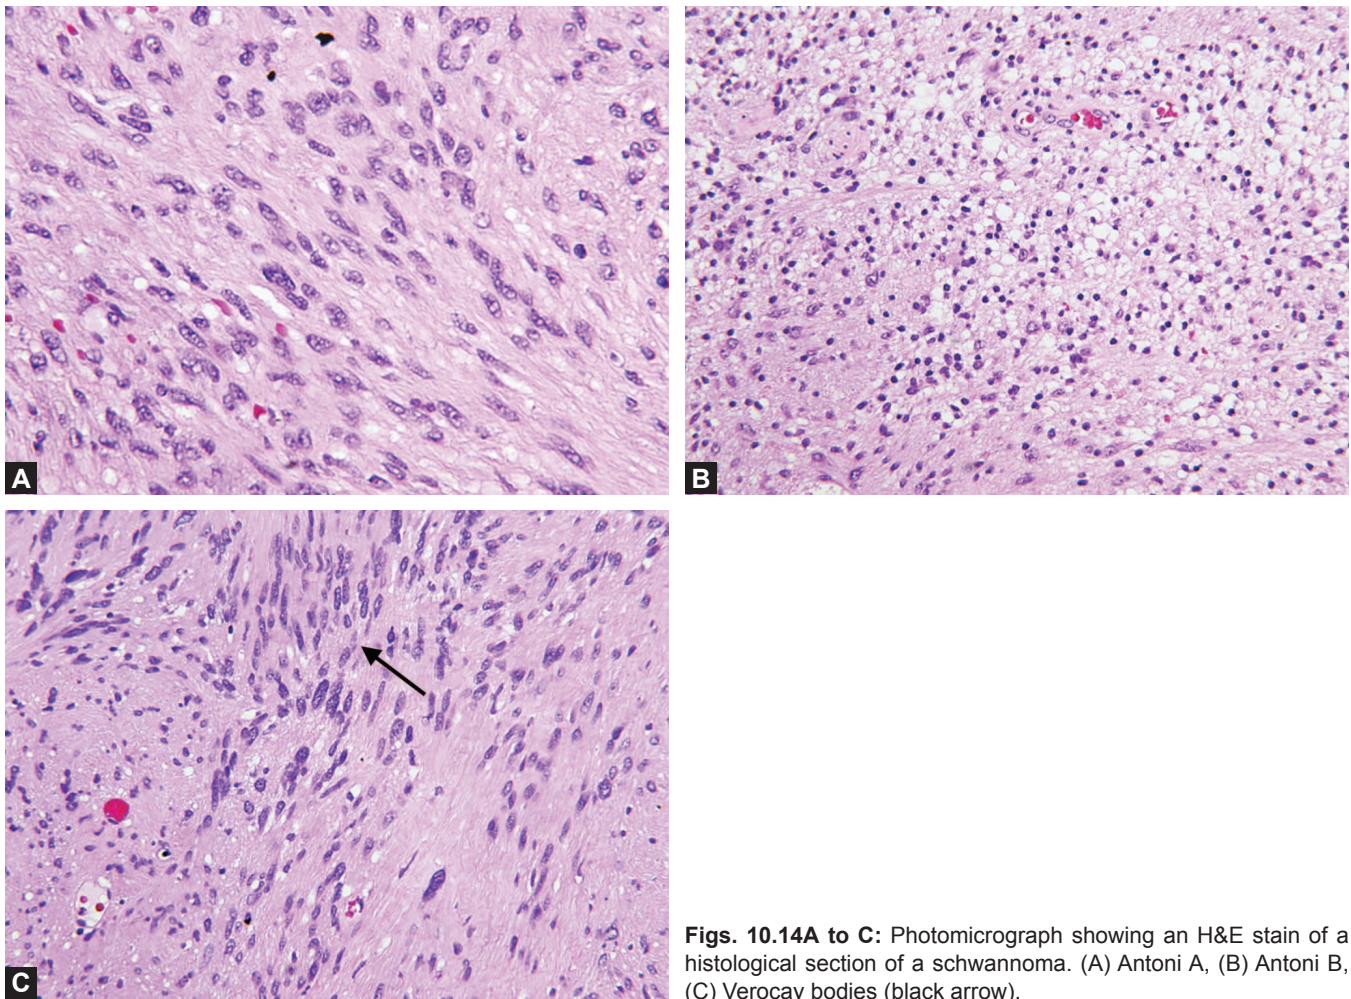 A
B
C
Figs. 10.14A to C: Photomicrograph showing an H&E stain of a
histological section of a schwannoma. (A) Antoni A, (B) Antoni B,
(C) Verocay bodies (black arrow).